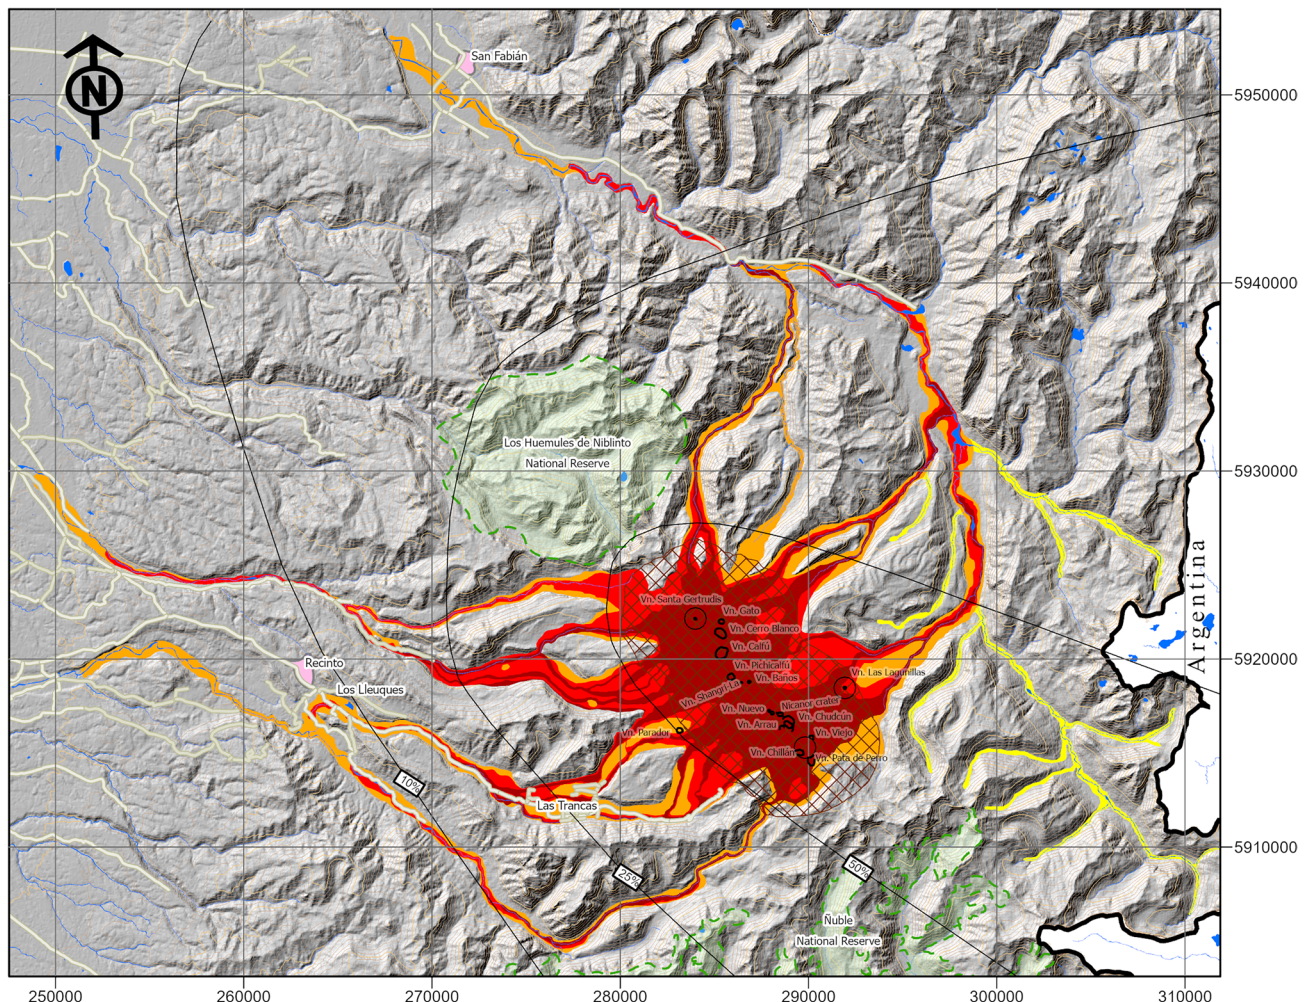 N
San Fabián
5950000
5940000
Los Huemules de Niblinto
National Reserve
5930000
Argentina
Vn. Santa Gertrudis
Vn. Gato
Vn. Cerro Blanco
Vn. Calfú
Vn. Pichicalfú
Vn. Baños
Vn. Shangri-La
Vn. Las Lagunillas
5920000
Recinto
Los Lleuques
Vn. Nuevo
Nicanor crater
Vn. Chudcún
Vn. Arrau
Vn. Viejo
Vn. Parador
Vn. Chillán
Vn. Pata de Perro
10%
Las Trancas
25%
50%
5910000
Ñuble
National Reserve
250000
260000
270000
280000
290000
300000
310000